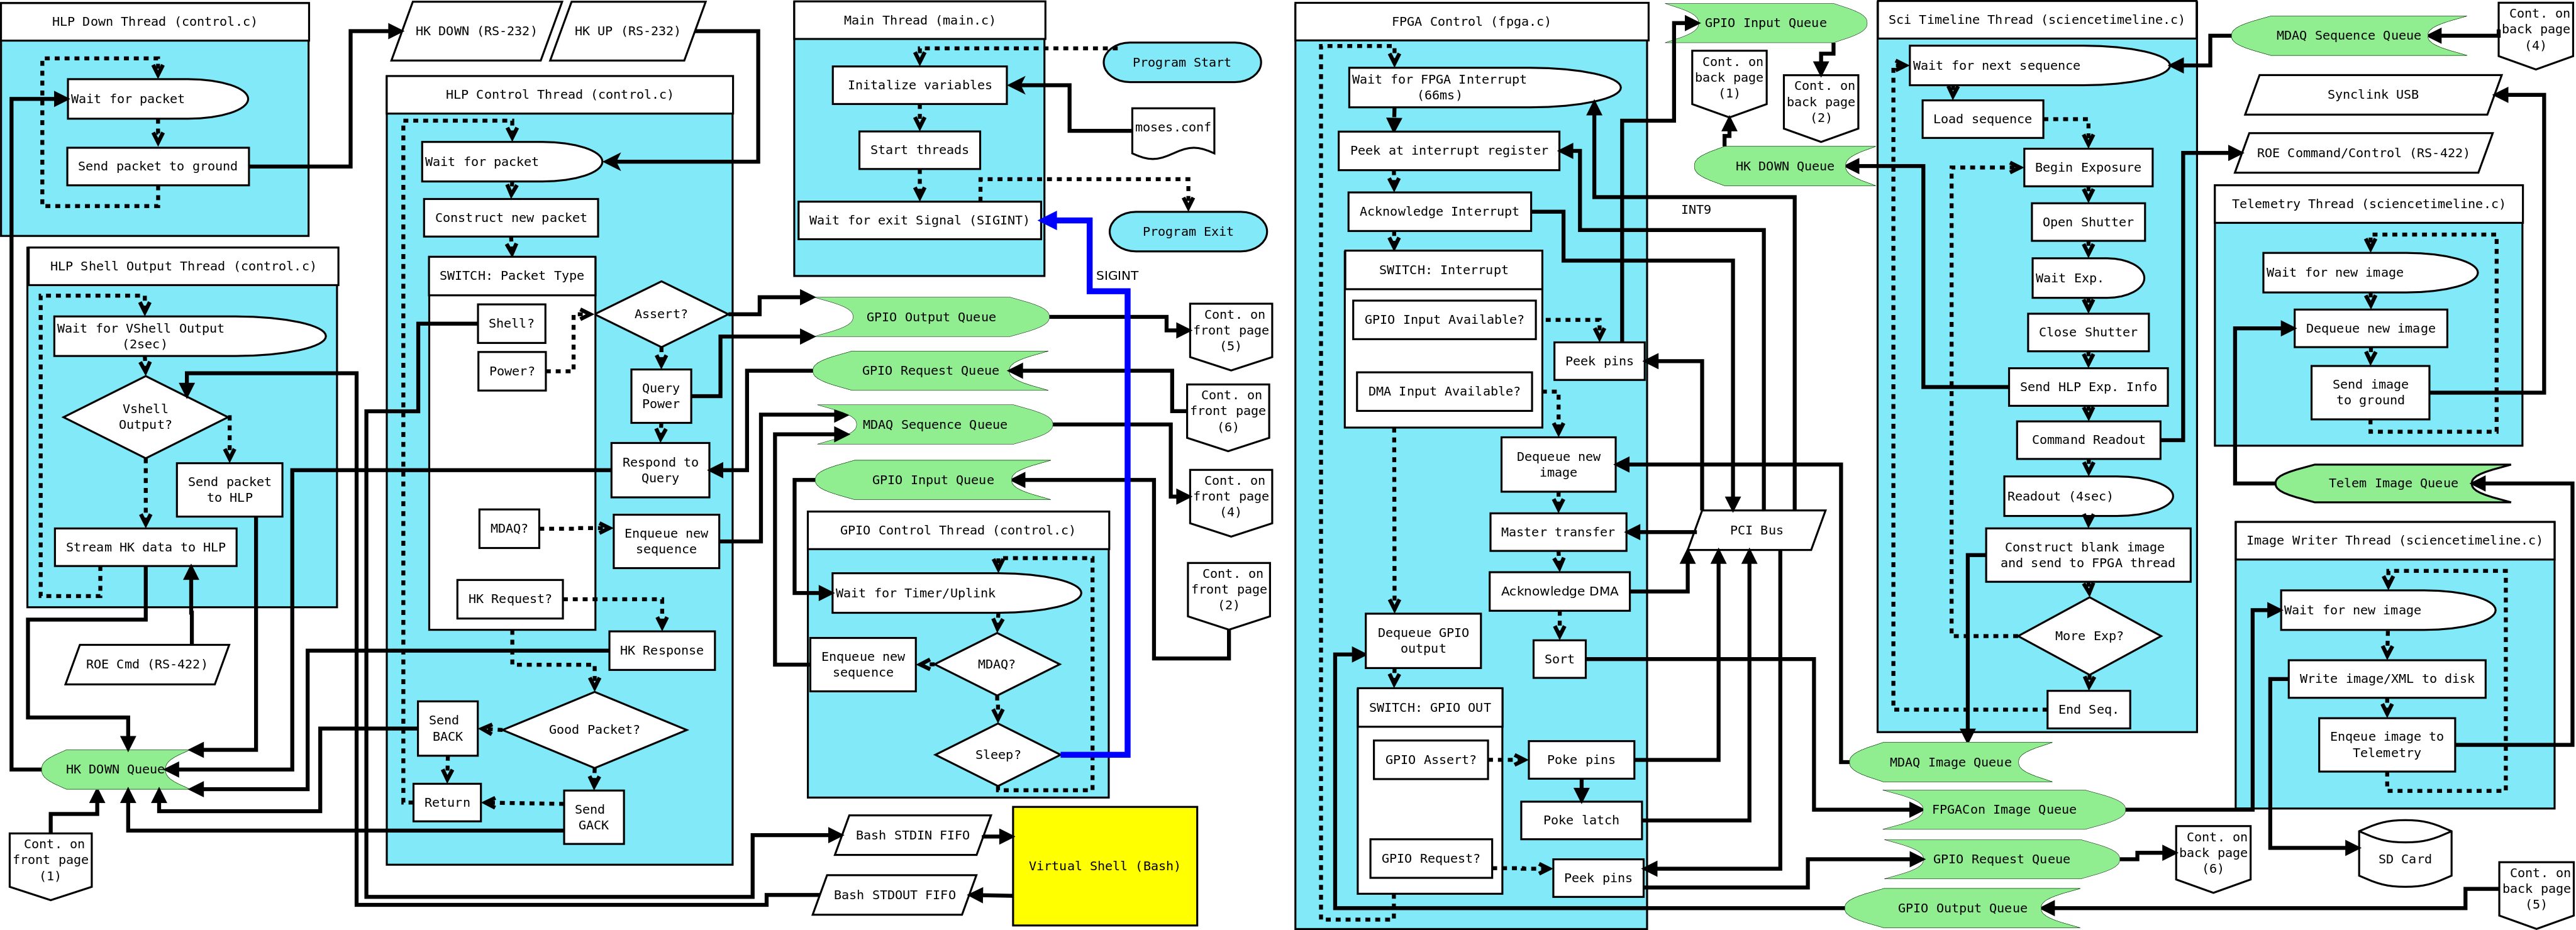 HLP Down Thread (control.c)
Wait for packet
Send packet to ground
HK DOWN (RS-232)
HK UP (RS-232)
HLP Shell Output Thread (control.c)
Wait for VShell Output
(2sec)
Vshell
Output?
Send packet
to HLP
Stream HK data to HLP
ROE Cmd (RS-422)
HK DOWN Queue
Cont. on
front page
(1)
HLP Control Thread (control.c)
Wait for packet
Construct new packet
SWITCH: Packet Type
Shell?
Power?
Assert?
Query
Power
Respond to
Query
MDAQ?
Enqueue new
sequence
HK Request?
HK Response
Good Packet?
Send
BACK
Return
Send
GACK
Main Thread (main.c)
Initalize variables
Start threads
Wait for exit Signal (SIGINT)
Program Start
moses.conf
Program Exit
SIGINT
GPIO Output Queue
GPIO Request Queue
MDAQ Sequence Queue
GPIO Input Queue
Cont. on
front page
(5)
Cont. on
front page
(6)
Cont. on
front page
(4)
Cont. on
front page
(2)
GPIO Control Thread (control.c)
Wait for Timer/Uplink
MDAQ?
Enqueue new
sequence
Sleep?
Bash STDIN FIFO
Bash STDOUT FIFO
Virtual Shell (Bash)
FPGA Control (fpga.c)
Wait for FPGA Interrupt
(66ms)
Peek at interrupt register
Acknowledge Interrupt
SWITCH: Interrupt
GPIO Input Available?
DMA Input Available?
Peek pins
Dequeue new
image
Master transfer
Acknowledge DMA
Sort
Dequeue GPIO
output
SWITCH: GPIO OUT
GPIO Assert?
GPIO Request?
Poke pins
Poke latch
Peek pins
GPIO Input Queue
Cont. on
back page
(1)
Cont. on
back page
(2)
HK DOWN Queue
INT9
PCI Bus
Sci Timeline Thread (sciencetimeline.c)
Wait for next sequence
Load sequence
Begin Exposure
Open Shutter
Wait Exp.
Close Shutter
Send HLP Exp. Info
Command Readout
Readout (4sec)
Construct blank image
and send to FPGA thread
More Exp?
End Seq.
MDAQ Image Queue
FPGACon Image Queue
GPIO Request Queue
GPIO Output Queue
Cont. on
back page
(6)
MDAQ Sequence Queue
Cont. on
back page
(4)
Synclink USB
ROE Command/Control (RS-422)
Telemetry Thread (sciencetimeline.c)
Wait for new image
Dequeue new image
Send image
to ground
Telem Image Queue
Image Writer Thread (sciencetimeline.c)
Wait for new image
Write image/XML to disk
Enqeue image to
Telemetry
SD Card
Cont. on
back page
(5)